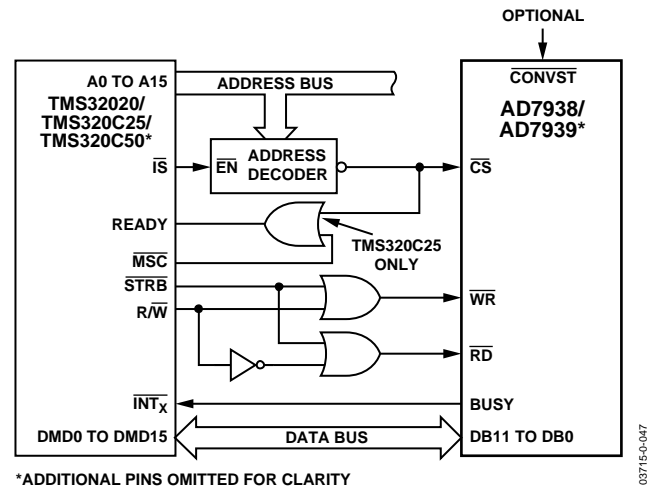 OPTIONAL
A0 TO A15
ADDRESS BUS
CONVST
TMS32020/
TMS320C25/
TMS320C50*
AD7938/
AD7939*
IS
EN
ADDRESS
DECODER
CS
READY
TMS320C25
ONLY
MSC
STRB
R/W
WR
RD
INTX
BUSY
DMD0 TO DMD15
DATA BUS
DB11 TO DB0
*ADDITIONAL PINS OMITTED FOR CLARITY
03715-0-047